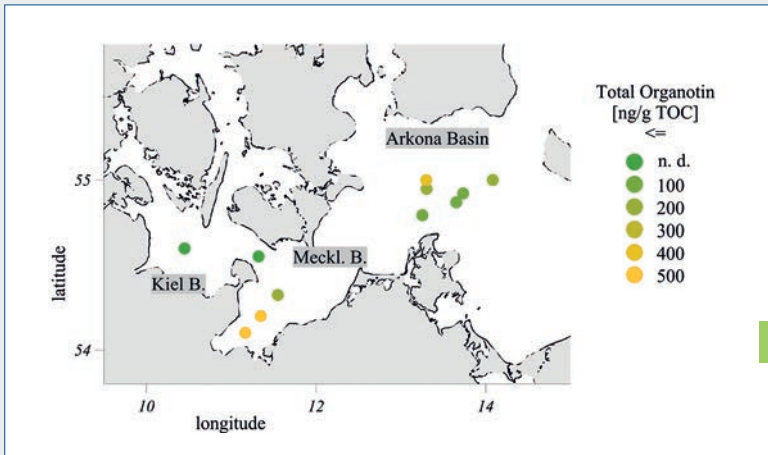 Total Organotin
[ng/g TOC]
<=
n. d.
100
200
300
400
500
Arkona Basin
Meckl. B.
Kiel B.
latitude
55
54
10
12
14
longitude